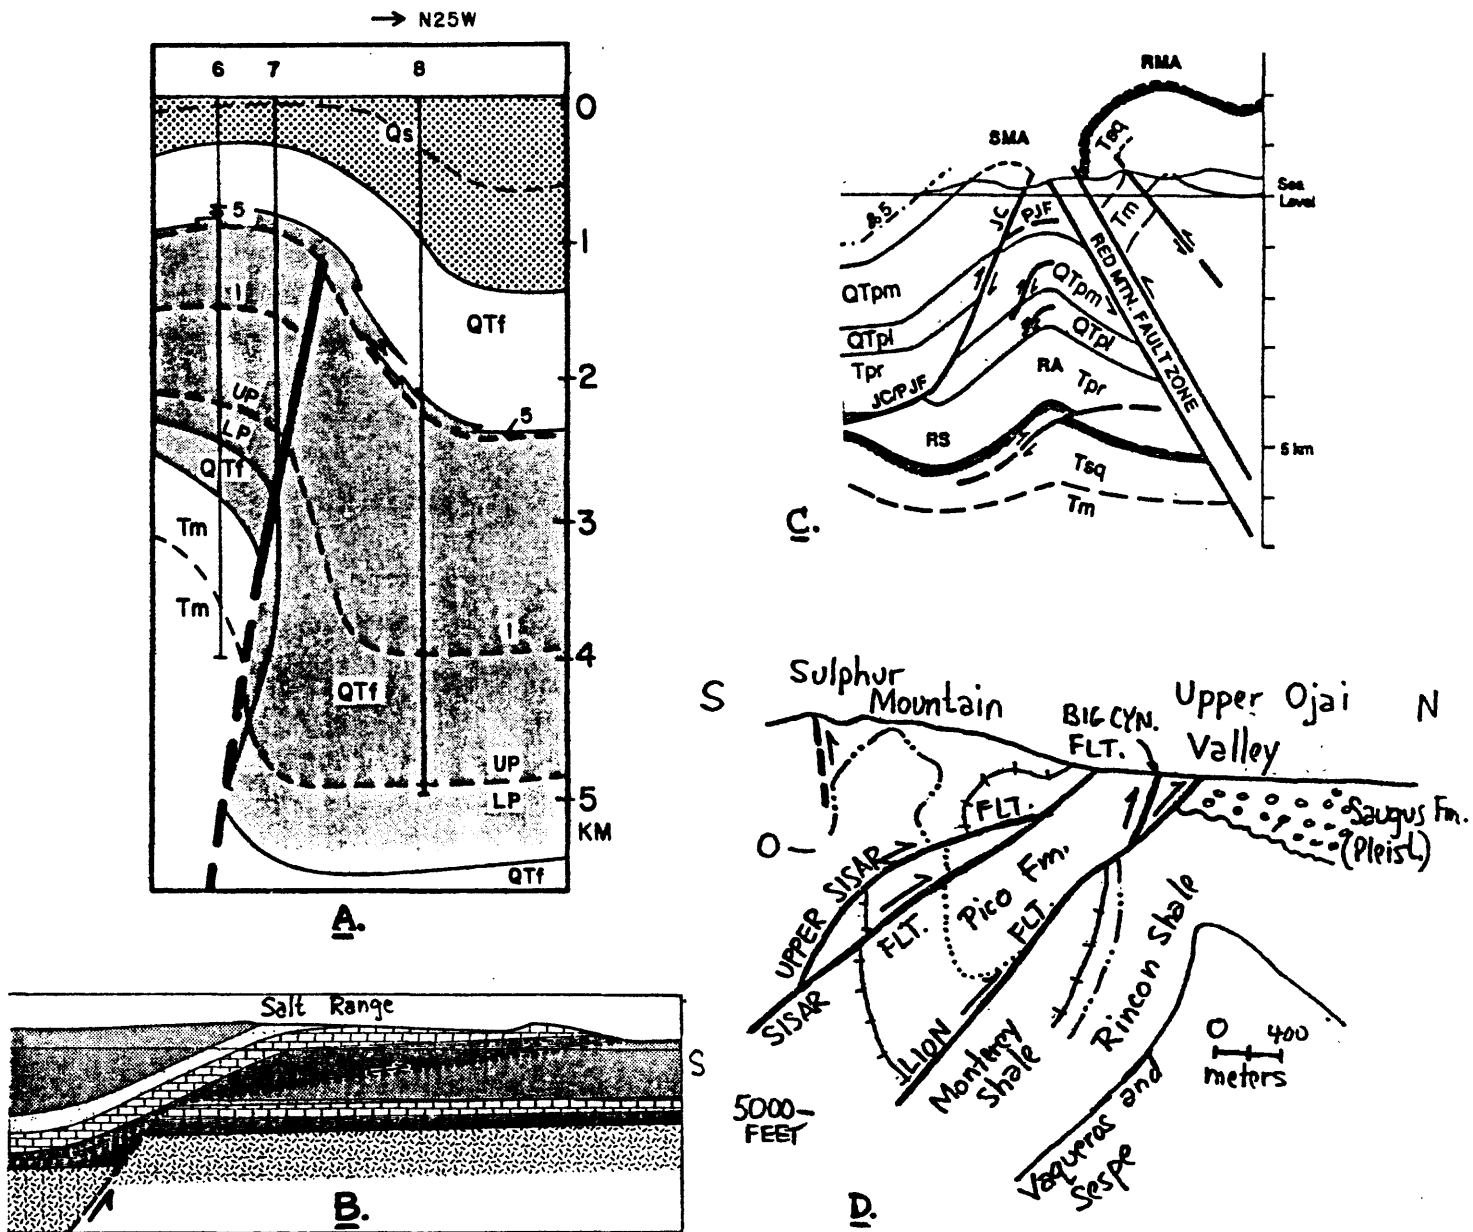 → N25W
6 7 8
0
Qs
5
1
1
QTf
2
UP
LP
5
QTf
Tm
3
Tm
1
4
QTf
UP
LP
5
KM
QTf
A.
RMA
SMA
Tsq
Sea
Level
JC
PJF
Tm
RED MTN. FAULT ZONE
QTpm
QTpm
QTpl
QTpl
Tpr
RA
Tpr
JC/PJF
RS
5 km
Tsq
Tm
C.
Salt Range
S
B.
S
Sulphur
Mountain
BIG CYN.
FLT.
Upper Ojai
Valley
N
FLT.
O
UPPER SISAR
Saugus Fm.
(Pleist.)
Pico Fm.
SISAR FLT.
LION FLT.
Monterey
Shale
Rincon Shale
0 400
meters
5000
FEET
Vaqueros and
Sespe
D.